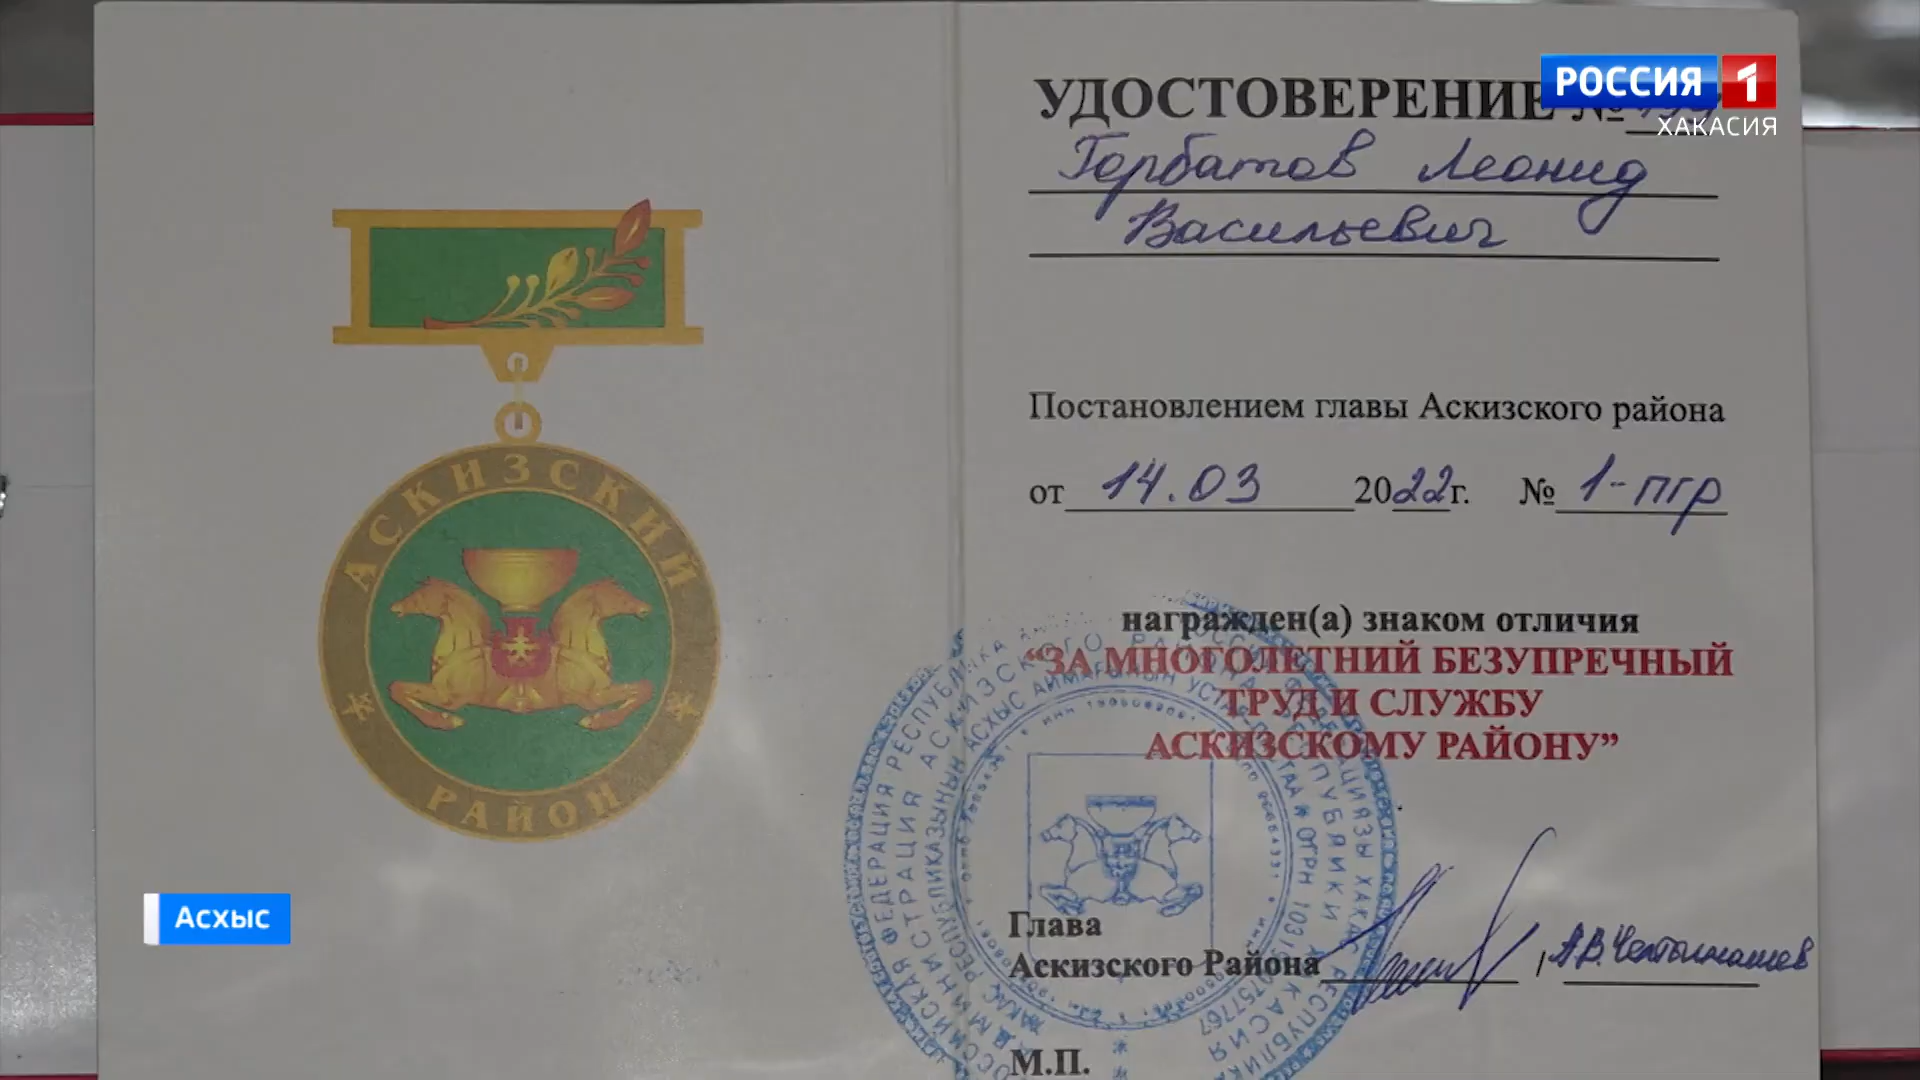 РОССИЯ 1
ХАКАСИЯ
УДОСТОВЕРЕНИЕ №
Горбатов Леонид
Васильевич
Постановлением главы Аскизского района
от 14.03 2022г. № 1-пгр
награжден(а) знаком отличия
“ЗА МНОГОЛЕТНИЙ БЕЗУПРЕЧНЫЙ
ТРУД И СЛУЖБУ
АСКИЗСКОМУ РАЙОНУ”
Глава
Аскизского Района / А.В. Челтыгмашев
М.П.
АСКИЗСКИЙ
РАЙОН
Асхыс